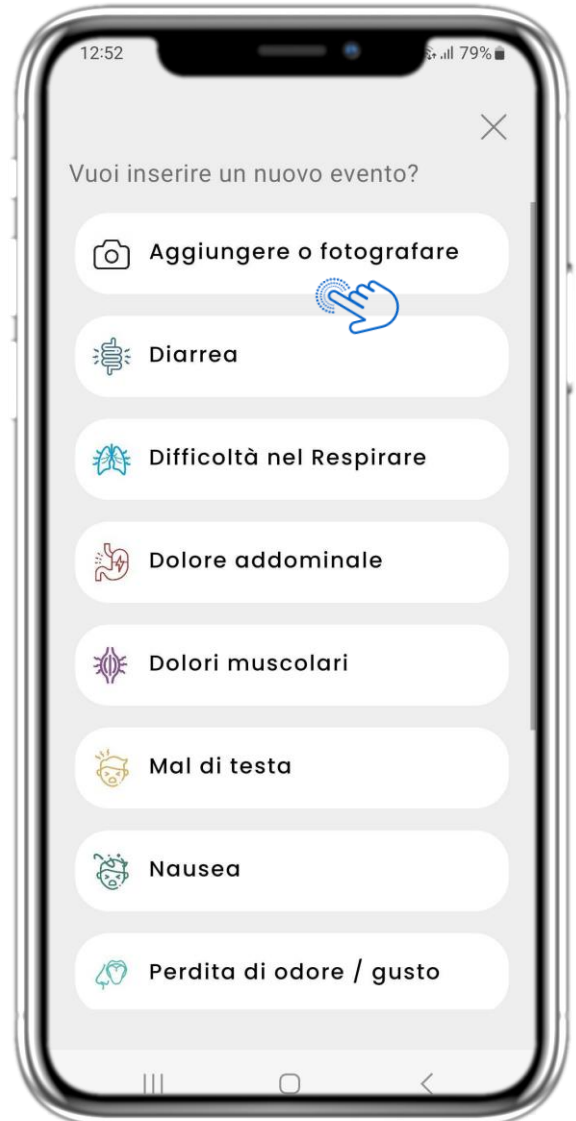 12:52
79%
Vuoi inserire un nuovo evento?
Aggiungere o fotografare
Diarrea
Difficoltà nel Respirare
Dolore addominale
Dolori muscolari
Mal di testa
Nausea
Perdita di odore / gusto